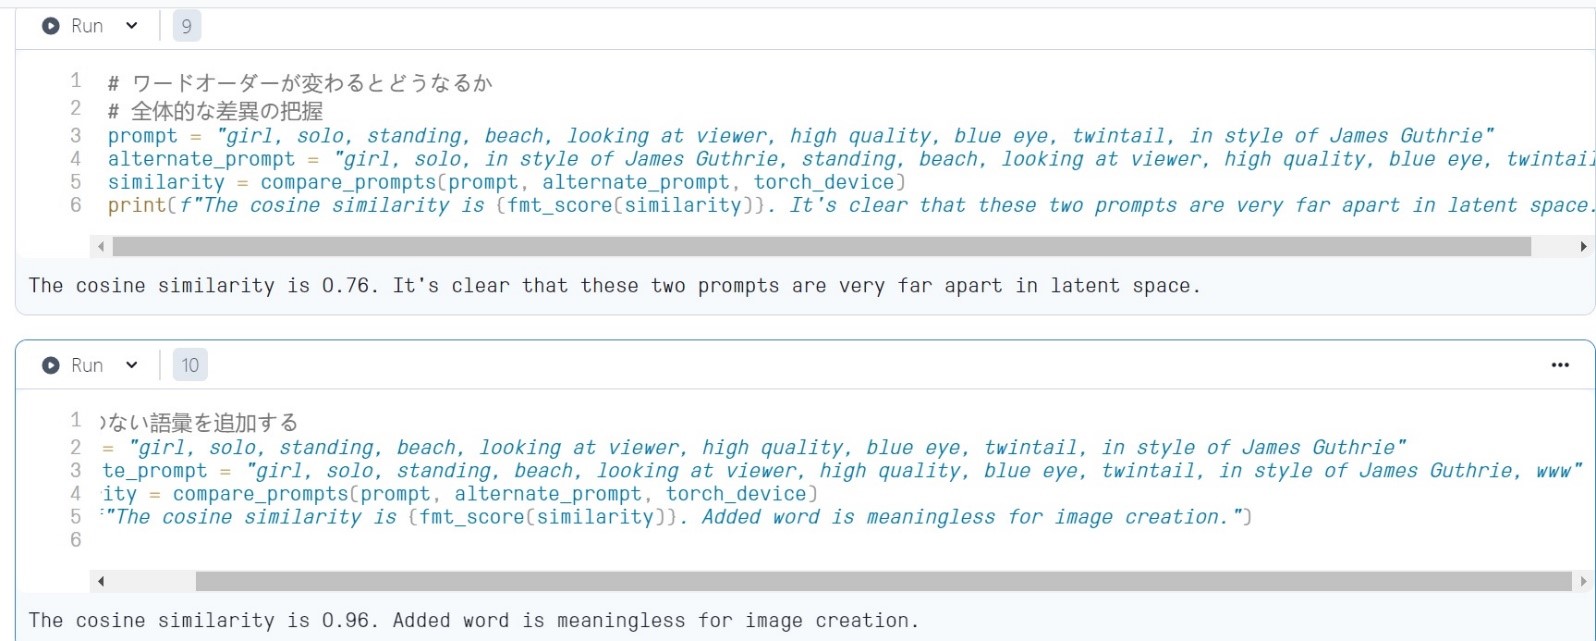 Run 9
1 # ワードオーダーが変わるとどうなるか
2 # 全体的な差異の把握
3 prompt = "girl, solo, standing, beach, looking at viewer, high quality, blue eye, twintail, in style of James Guthrie"
4 alternate_prompt = "girl, solo, in style of James Guthrie, standing, beach, looking at viewer, high quality, blue eye, twintail
5 similarity = compare_prompts(prompt, alternate_prompt, torch_device)
6 print(f"The cosine similarity is {fmt_score(similarity)}. It's clear that these two prompts are very far apart in latent space.
The cosine similarity is 0.76. It's clear that these two prompts are very far apart in latent space.
Run 10
1 ない語彙を追加する
2 = "girl, solo, standing, beach, looking at viewer, high quality, blue eye, twintail, in style of James Guthrie"
3 te_prompt = "girl, solo, standing, beach, looking at viewer, high quality, blue eye, twintail, in style of James Guthrie, www"
4 ity = compare_prompts(prompt, alternate_prompt, torch_device)
5 "The cosine similarity is {fmt_score(similarity)}. Added word is meaningless for image creation.")
6
The cosine similarity is 0.96. Added word is meaningless for image creation.